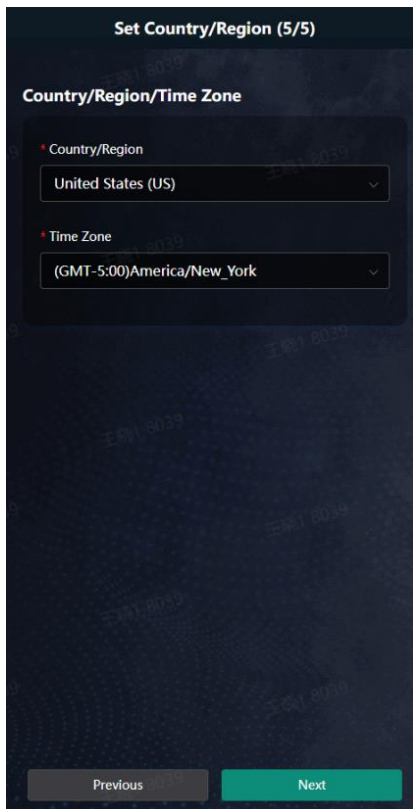 Set Country/Region (5/5)
Country/Region/Time Zone
* Country/Region
United States (US)
* Time Zone
(GMT-5:00)America/New_York
Previous
Next